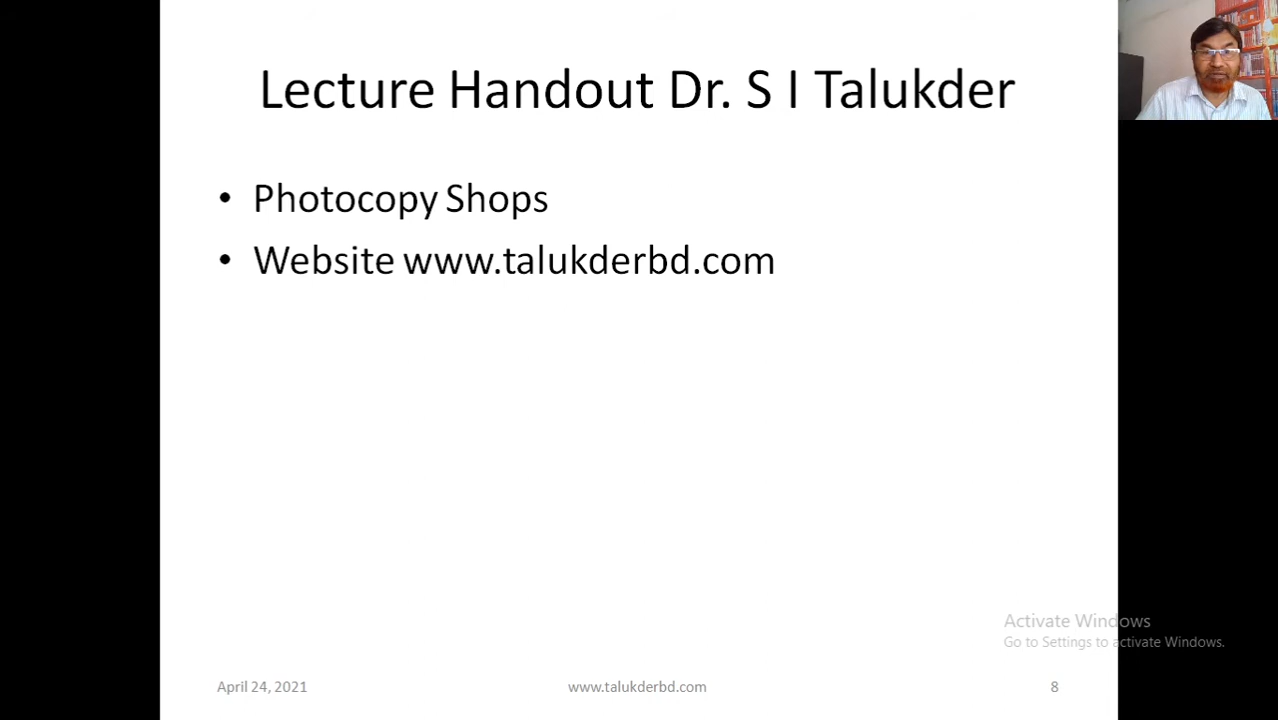 Lecture Handout Dr. S I Talukder
• Photocopy Shops
• Website www.talukderbd.com
Activate Windows
Go to Settings to activate Windows.
April 24, 2021
www.talukderbd.com
8